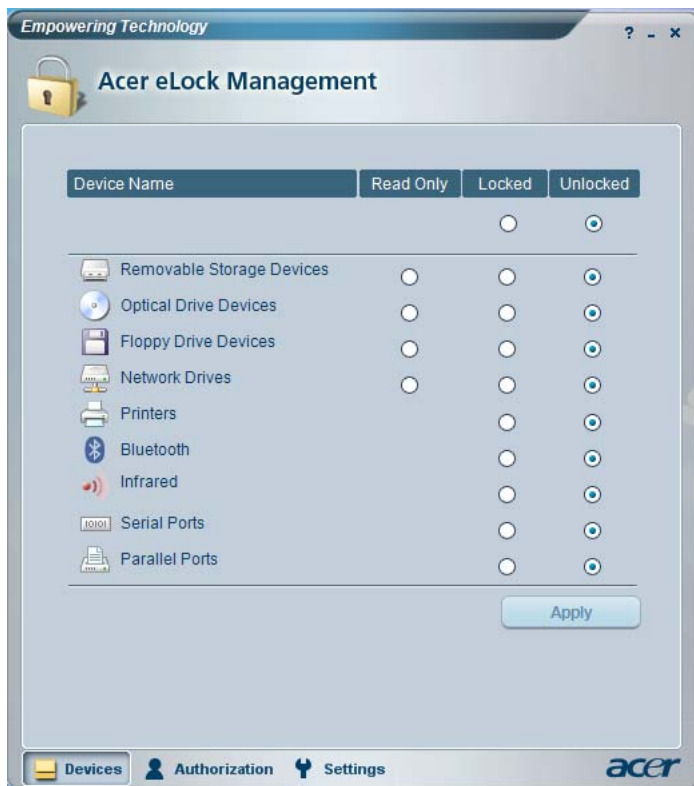 Empowering Technology
? - ×
Acer eLock Management
Device Name Read Only Locked Unlocked
Removable Storage Devices
Optical Drive Devices
Floppy Drive Devices
Network Drives
Printers
Bluetooth
Infrared
10101 Serial Ports
Parallel Ports
Apply
Devices Authorization Settings acer